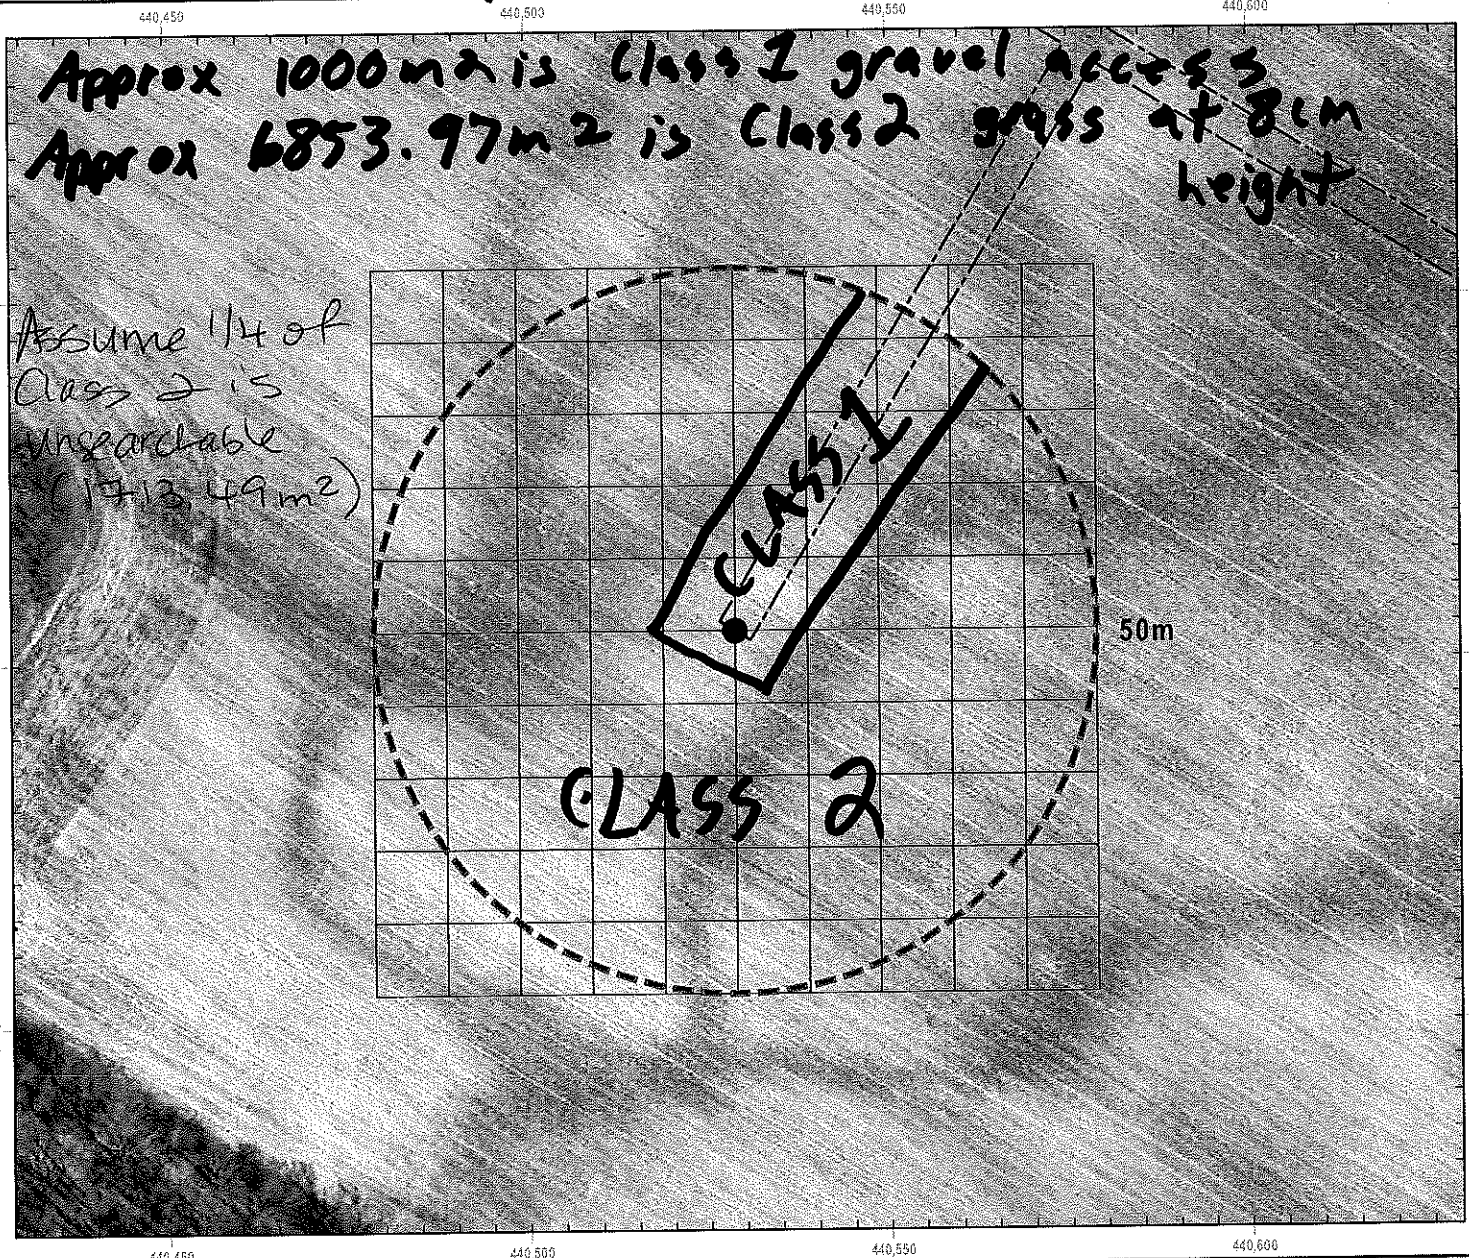 440,450 440,500 440,550 440,600
Approx 1000m2 is Class 1 gravel access
Approx 6853.97m2 is Class 2 grass at 8cm
height
Assume 1/4 of
Class 2 is
unsearchable
(1713.49m2)
CLASS 1
50m
CLASS 2
440,450 440,500 440,550 440,600